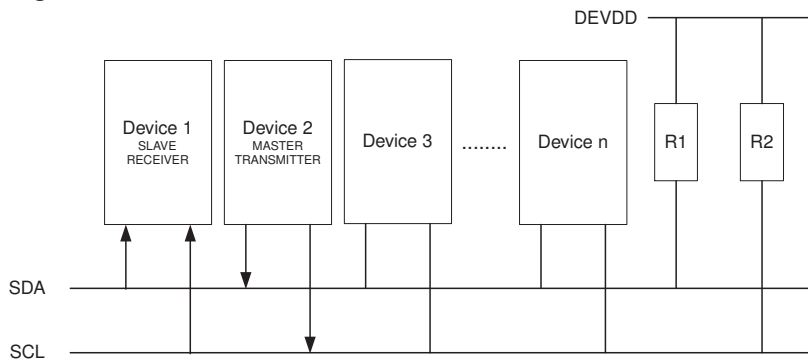 DEVDD
Device 1
SLAVE
RECEIVER
Device 2
MASTER
TRANSMITTER
Device 3
........
Device n
R1
R2
SDA
SCL